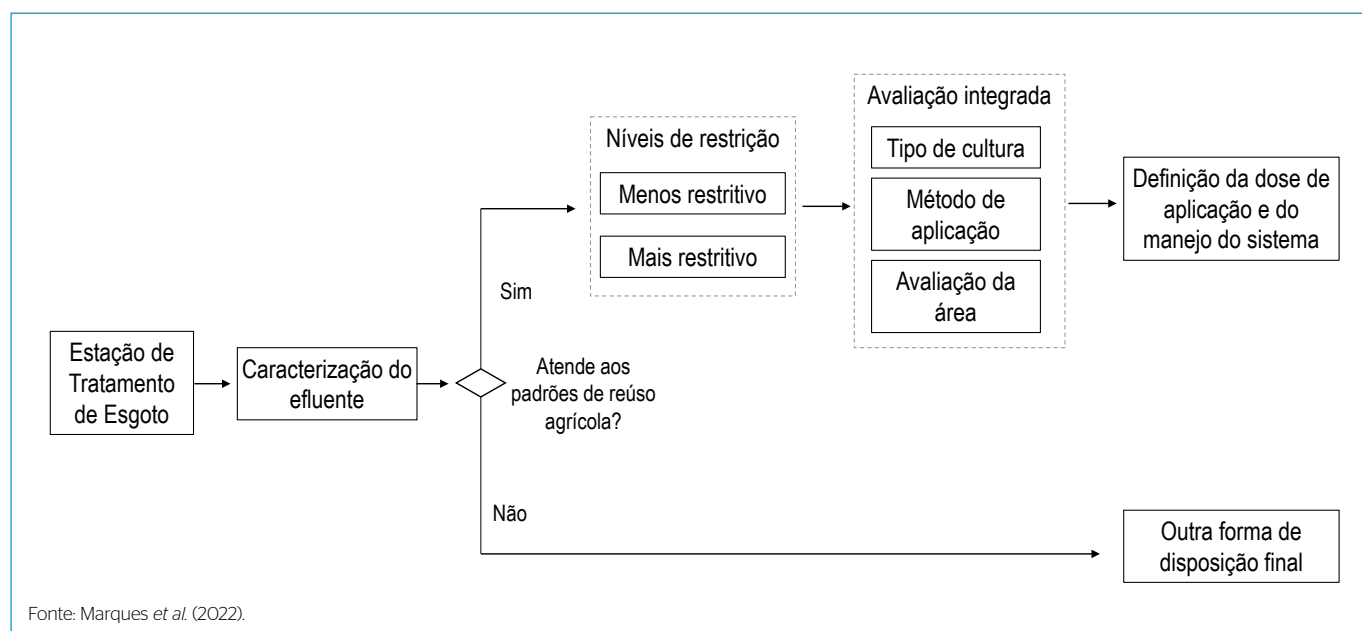 Estação de
Tratamento
de Esgoto
Caracterização do
efluente
Atende aos
padrões de reúso
agrícola?
Sim
Níveis de restrição
Menos restritivo
Mais restritivo
Avaliação integrada
Tipo de cultura
Método de
aplicação
Avaliação da
área
Definição da dose de
aplicação e do
manejo do sistema
Não
Outra forma de
disposição final
Fonte: Marques et al. (2022).